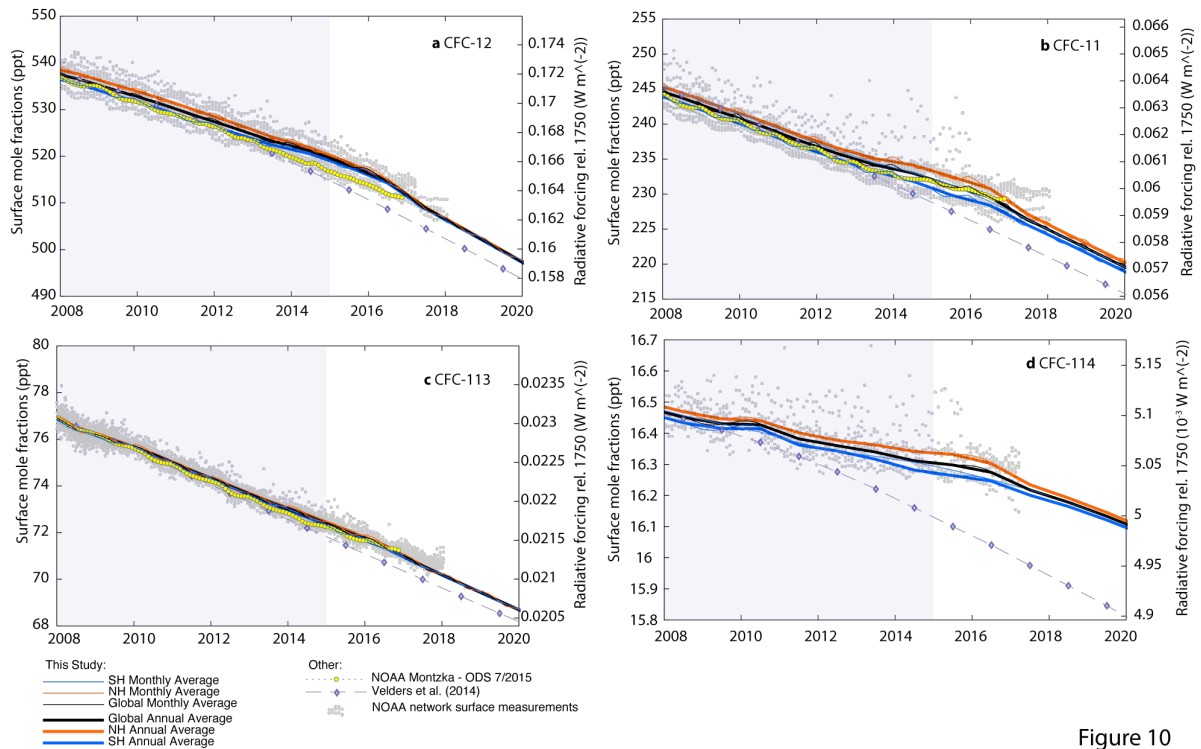 a CFC-12
Surface mole fractions (ppt)
550
540
530
520
510
500
490
2008 2010 2012 2014 2016 2018 2020
0.174
0.172
0.17
0.168
0.166
0.164
0.162
0.16
0.158
Radiative forcing rel. 1750 (W m^(-2))
b CFC-11
Surface mole fractions (ppt)
255
250
245
240
235
230
225
220
215
2008 2010 2012 2014 2016 2018 2020
0.066
0.065
0.064
0.063
0.062
0.061
0.06
0.059
0.058
0.057
0.056
Radiative forcing rel. 1750 (W m^(-2))
c CFC-113
Surface mole fractions (ppt)
80
78
76
74
72
70
68
2008 2010 2012 2014 2016 2018 2020
0.0235
0.023
0.0225
0.022
0.0215
0.021
0.0205
Radiative forcing rel. 1750 (W m^(-2))
d CFC-114
Surface mole fractions (ppt)
16.7
16.6
16.5
16.4
16.3
16.2
16.1
16
15.9
15.8
2008 2010 2012 2014 2016 2018 2020
5.15
5.1
5.05
5
4.95
4.9
Radiative forcing rel. 1750 (10⁻³ W m^(-2))
This Study:
SH Monthly Average
NH Monthly Average
Global Monthly Average
Global Annual Average
NH Annual Average
SH Annual Average
Other:
NOAA Montzka - ODS 7/2015
Velders et al. (2014)
NOAA network surface measurements
Figure 10